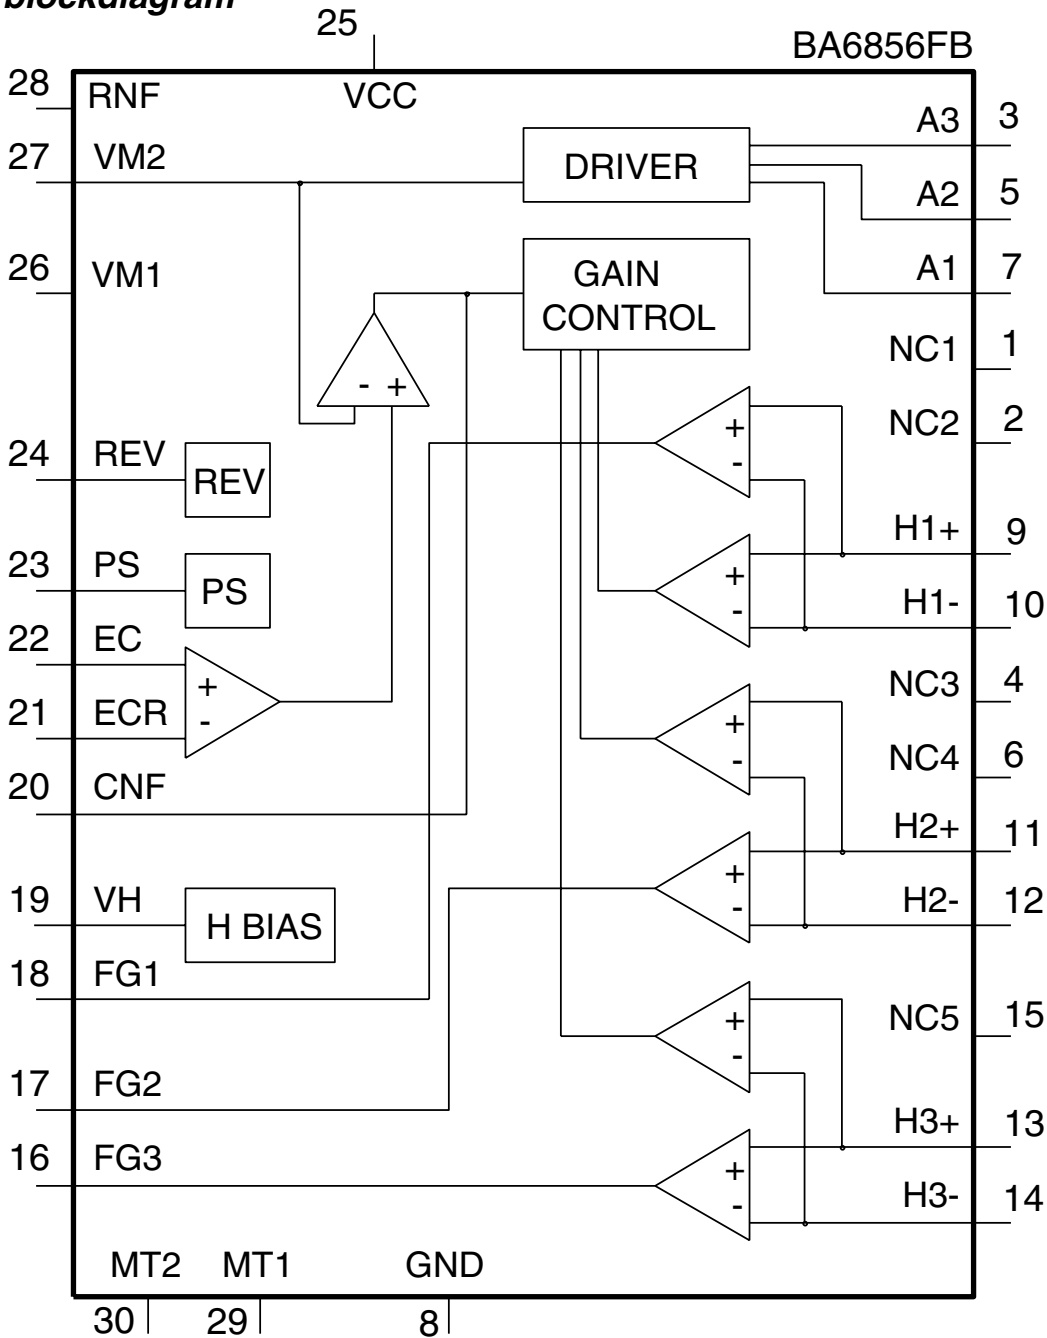 blockdiagram
25
BA6856FB
28 RNF VCC
A3 3
27 VM2 DRIVER
A2 5
26 VM1 GAIN A1 7
CONTROL
NC1 1
- +
NC2 2
+
-
24 REV REV
H1+ 9
23 PS PS
+
-
H1- 10
22 EC
+
-
21 ECR
NC3 4
+
-
NC4 6
20 CNF
H2+ 11
+
-
19 VH H BIAS
H2- 12
18 FG1
NC5 15
+
-
17 FG2
H3+ 13
16 FG3
+
-
H3- 14
MT2 MT1 GND
30 29 8